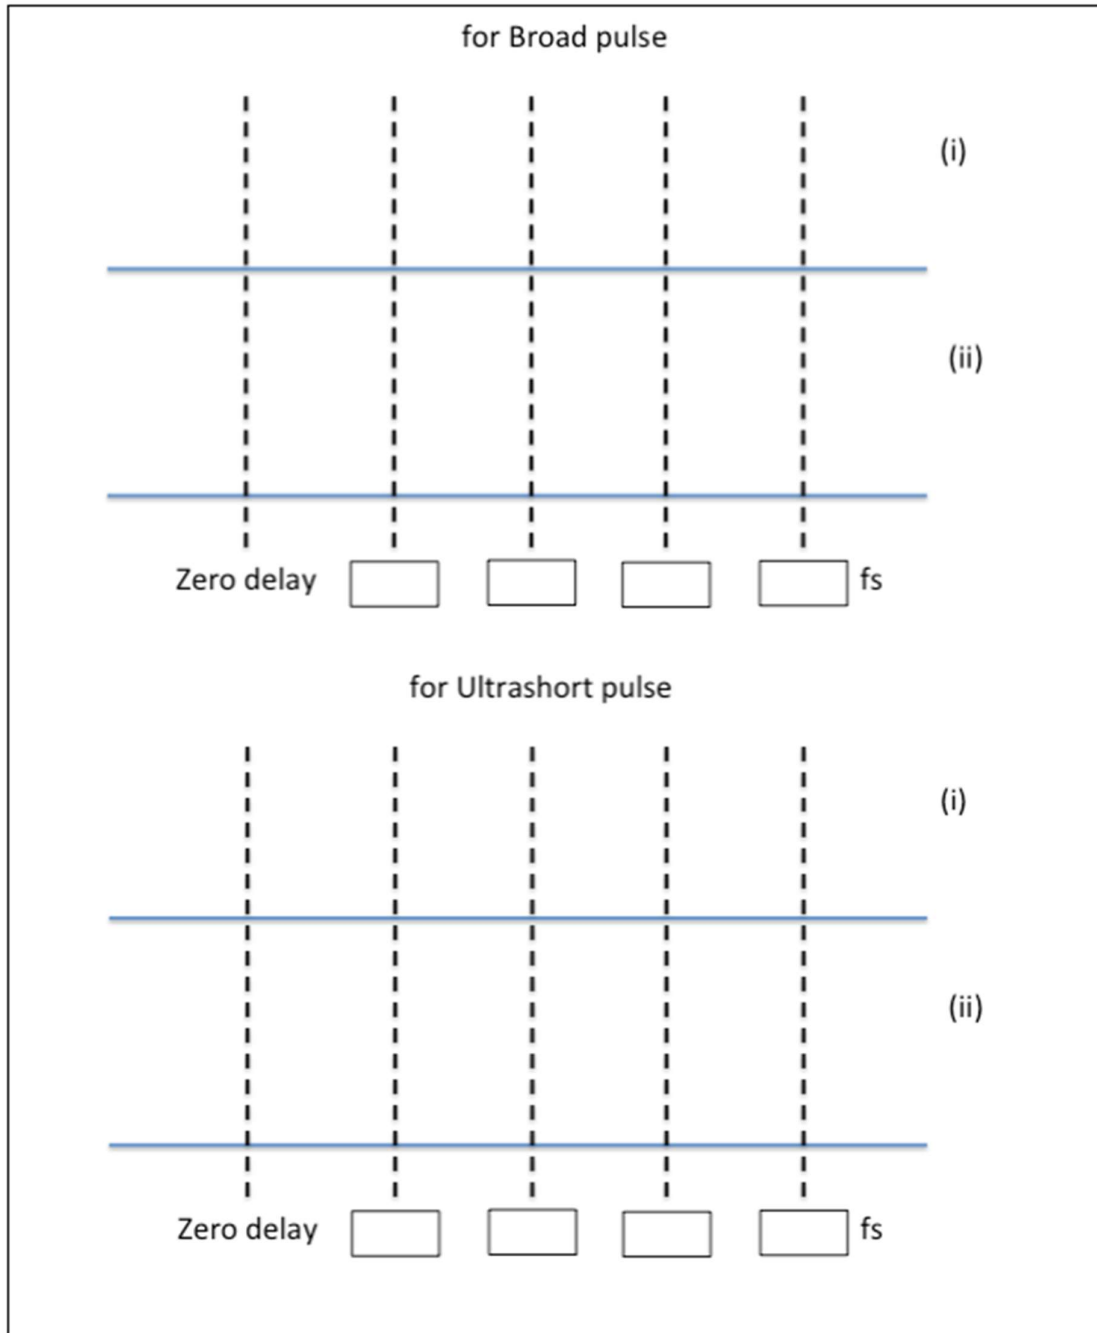 for Broad pulse
(i)
(ii)
Zero delay fs
for Ultrashort pulse
(i)
(ii)
Zero delay fs